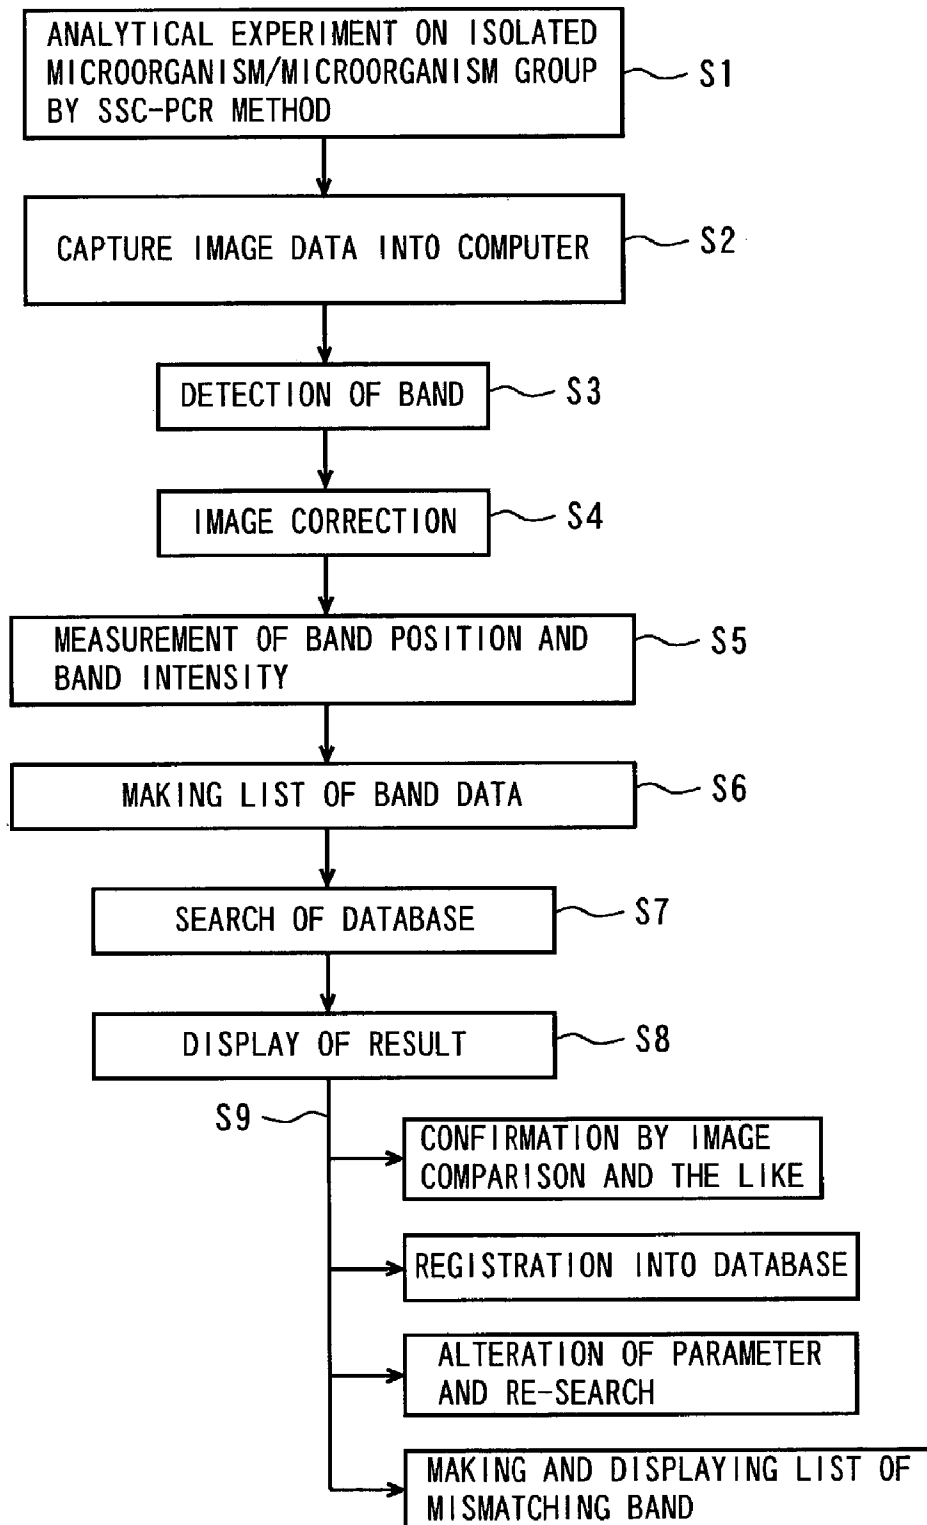 ANALYTICAL EXPERIMENT ON ISOLATED
MICROORGANISM/MICROORGANISM GROUP
BY SSC-PCR METHOD
S1
CAPTURE IMAGE DATA INTO COMPUTER
S2
DETECTION OF BAND
S3
IMAGE CORRECTION
S4
MEASUREMENT OF BAND POSITION AND
BAND INTENSITY
S5
MAKING LIST OF BAND DATA
S6
SEARCH OF DATABASE
S7
DISPLAY OF RESULT
S8
S9
CONFIRMATION BY IMAGE
COMPARISON AND THE LIKE
REGISTRATION INTO DATABASE
ALTERATION OF PARAMETER
AND RE-SEARCH
MAKING AND DISPLAYING LIST OF
MISMATCHING BAND